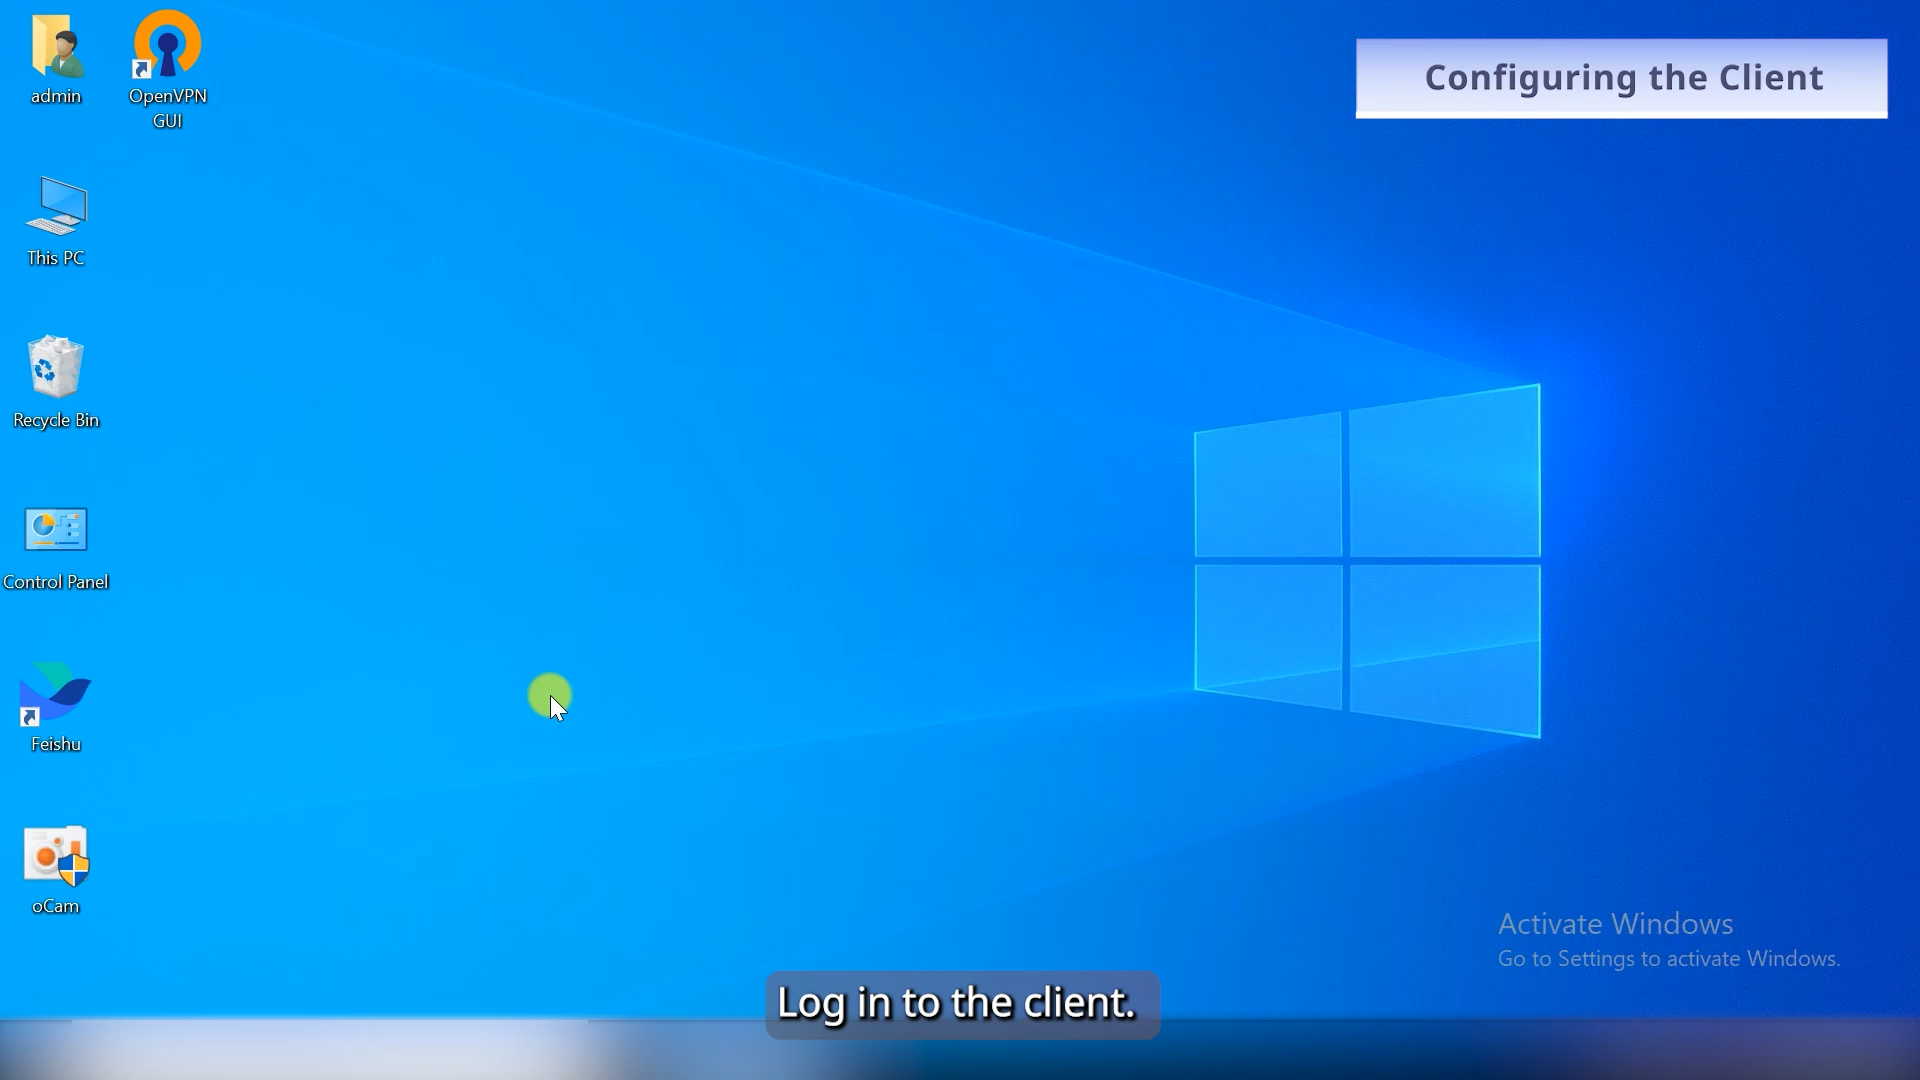 admin
OpenVPN
GUI
Configuring the Client
This PC
Recycle Bin
Control Panel
Feishu
oCam
Activate Windows
Go to Settings to activate Windows.
Log in to the client.